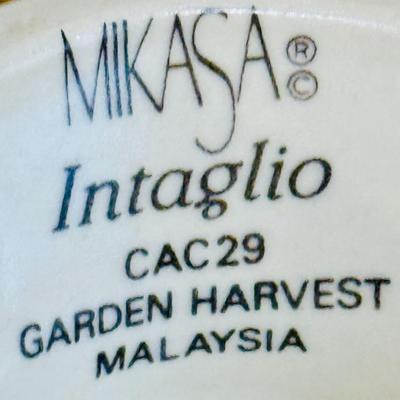 MIKASA ® ©
Intaglio
CAC29
GARDEN HARVEST
MALAYSIA